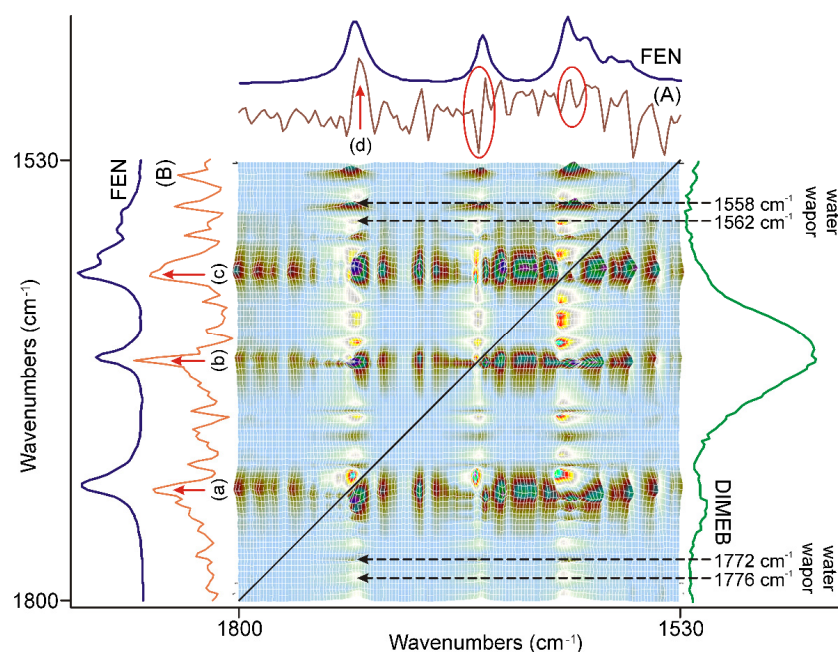 FEN
(A)
(d)
1530
FEN
(B)
1558 cm⁻¹
1562 cm⁻¹
water
wapor
(c)
(b)
(a)
Wavenumbers (cm⁻¹)
DIMEB
1772 cm⁻¹
1776 cm⁻¹
water
wapor
1800
1800
1530
Wavenumbers (cm⁻¹)